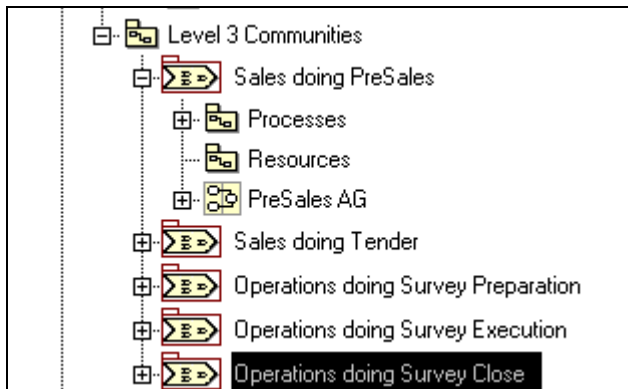 Level 3 Communities
Sales doing PreSales
Processes
Resources
PreSales AG
Sales doing Tender
Operations doing Survey Preparation
Operations doing Survey Execution
Operations doing Survey Close